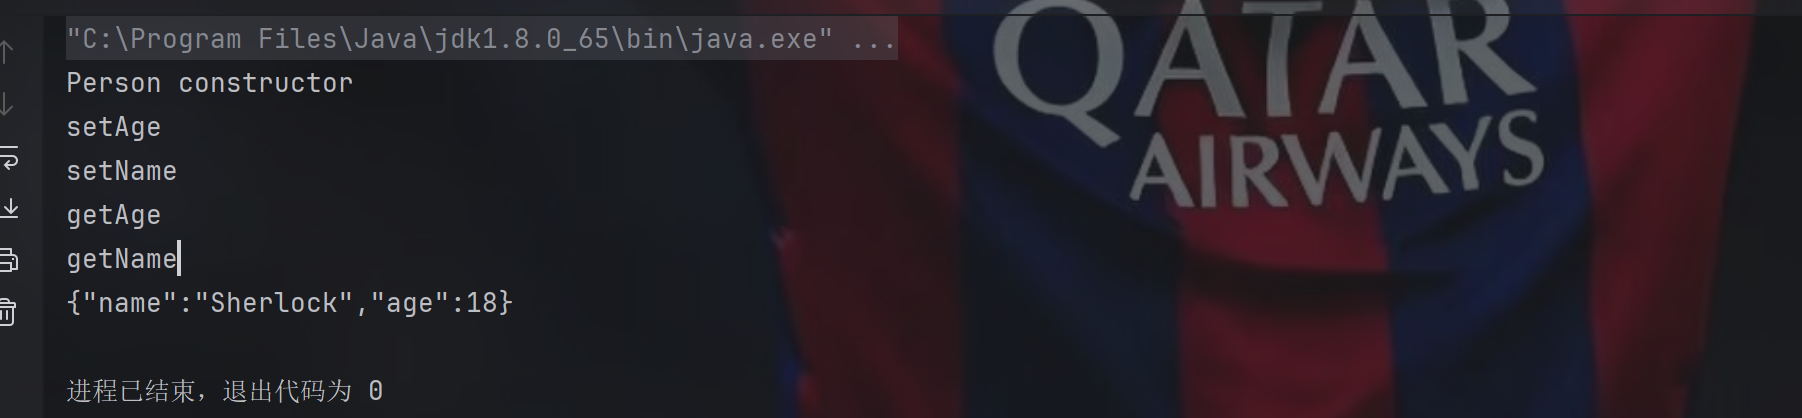 "C:\Program Files\Java\jdk1.8.0_65\bin\java.exe" ...
Person constructor
setAge
setName
getAge
getName
{"name":"Sherlock","age":18}
进程已结束，退出代码为 0
QATAR
AIRWAYS